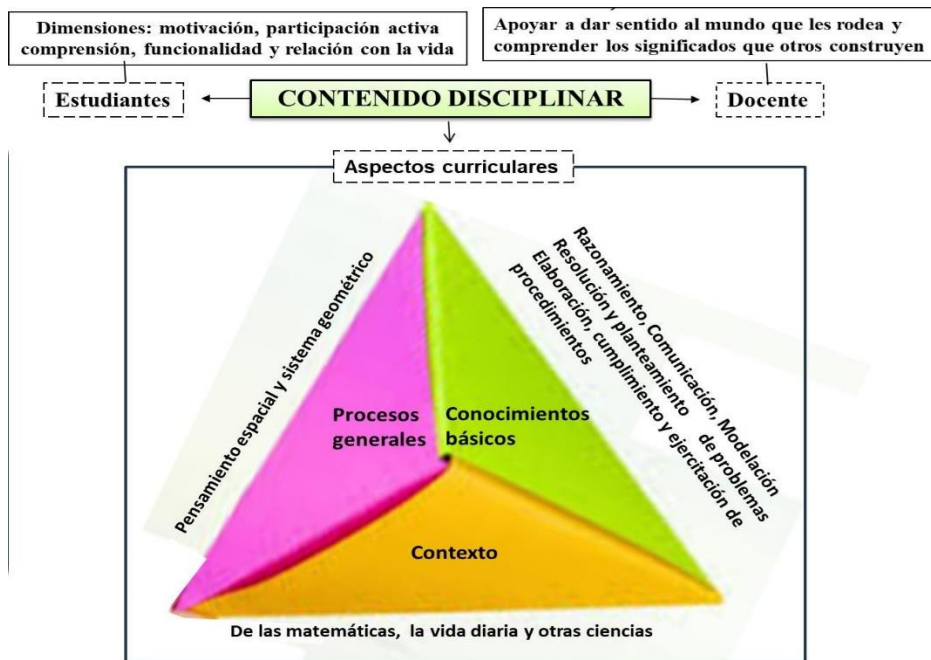 Dimensiones: motivación, participación activa
comprensión, funcionalidad y relación con la vida
Apoyar a dar sentido al mundo que les rodea y
comprender los significados que otros construyen
Estudiantes
CONTENIDO DISCIPLINAR
Docente
Aspectos curriculares
Pensamiento espacial y sistema geométrico
Razonamiento, Comunicación, Modelación
Resolución y planteamiento de problemas
Elaboración, cumplimiento y ejercitación de
procedimientos
Procesos
generales
Conocimientos
básicos
Contexto
De las matemáticas, la vida diaria y otras ciencias